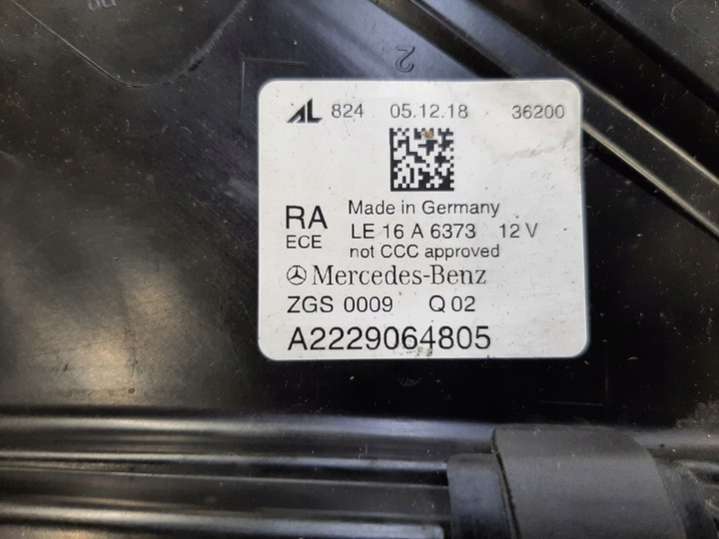 2
AL 824 05.12.18 36200
RA
ECE
Made in Germany
LE 16 A 6373 12 V
not CCC approved
Mercedes-Benz
ZGS 0009 Q 02
A2229064805